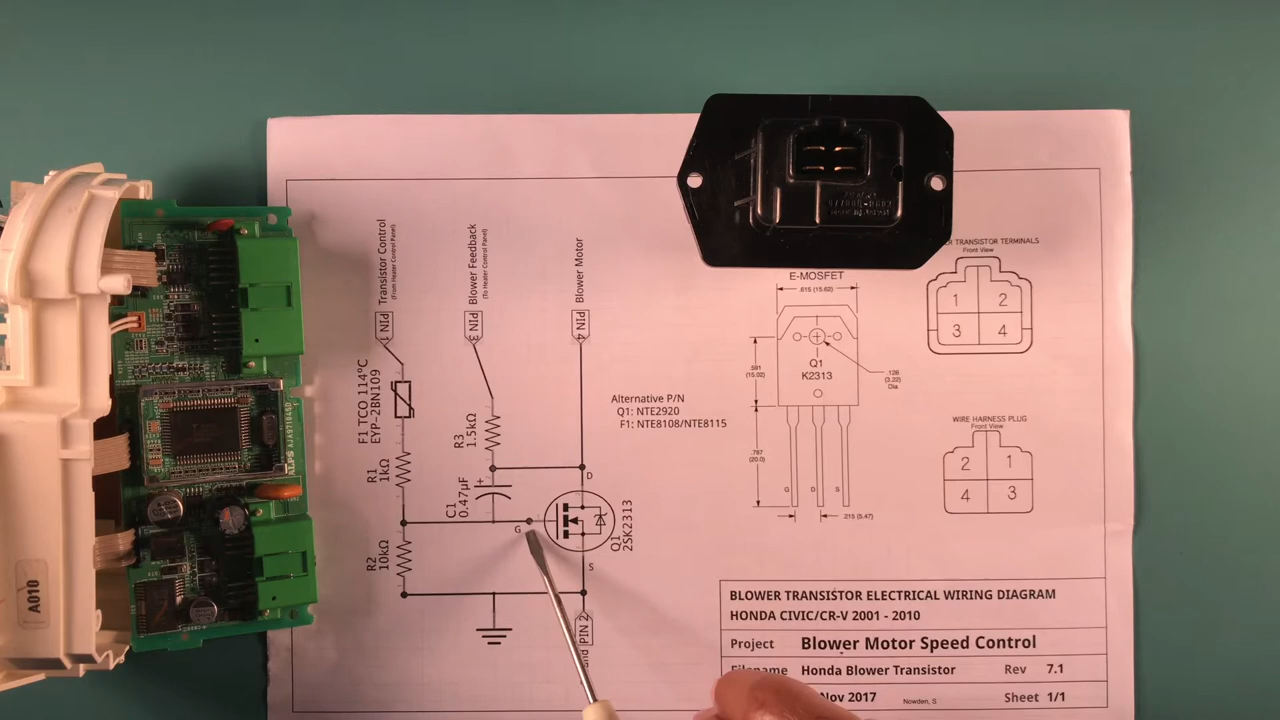 PIN 1 Transistor Control
(From Heater Control Panel)
PIN 3 Blower Feedback
(To Heater Control Panel)
PIN 4 Blower Motor
F1 TCO 114°C
EYP-2BN109
R1
1kΩ
R2
10kΩ
R3
1.5kΩ
C1
0.47µF
+
G
D
S
Q1
2SK2313
PIN 2
Alternative P/N
Q1: NTE2920
F1: NTE8108/NTE8115
E-MOSFET
.615 (15.62)
.591
(15.02)
Q1
K2313
.126
(3.22)
Dia
.787
(20.0)
G D S
.215 (5.47)
TRANSISTOR TERMINALS
Front View
1 2
3 4
WIRE HARNESS PLUG
Front View
2 1
4 3
BLOWER TRANSISTOR ELECTRICAL WIRING DIAGRAM
HONDA CIVIC/CR-V 2001 - 2010
Project Blower Motor Speed Control
Filename Honda Blower Transistor Rev 7.1
Nov 2017 Nowden, S Sheet 1/1
A010
ALPS AJA971045D